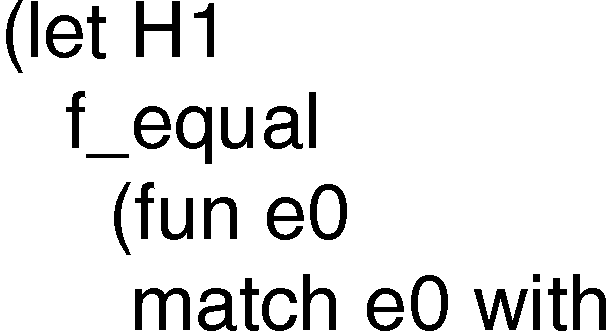 (let H1
f_equal
(fun e0
match e0 with